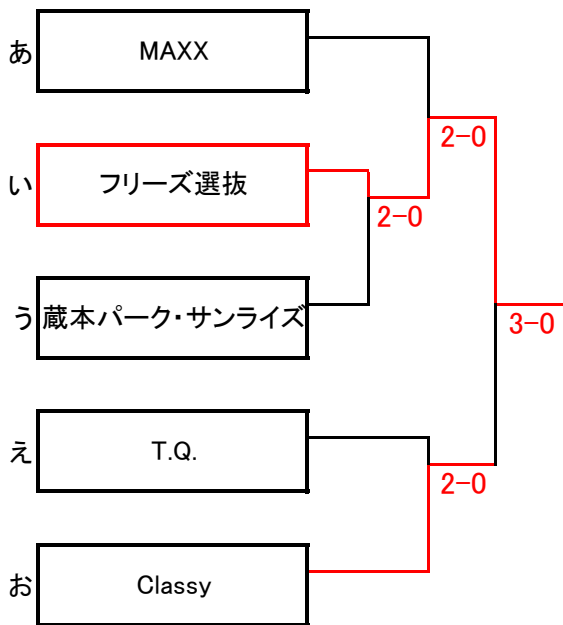 あ MAXX
2-0
い フリーズ選抜
2-0
う 蔵本パーク・サンライズ
3-0
え T.Q.
2-0
お Classy